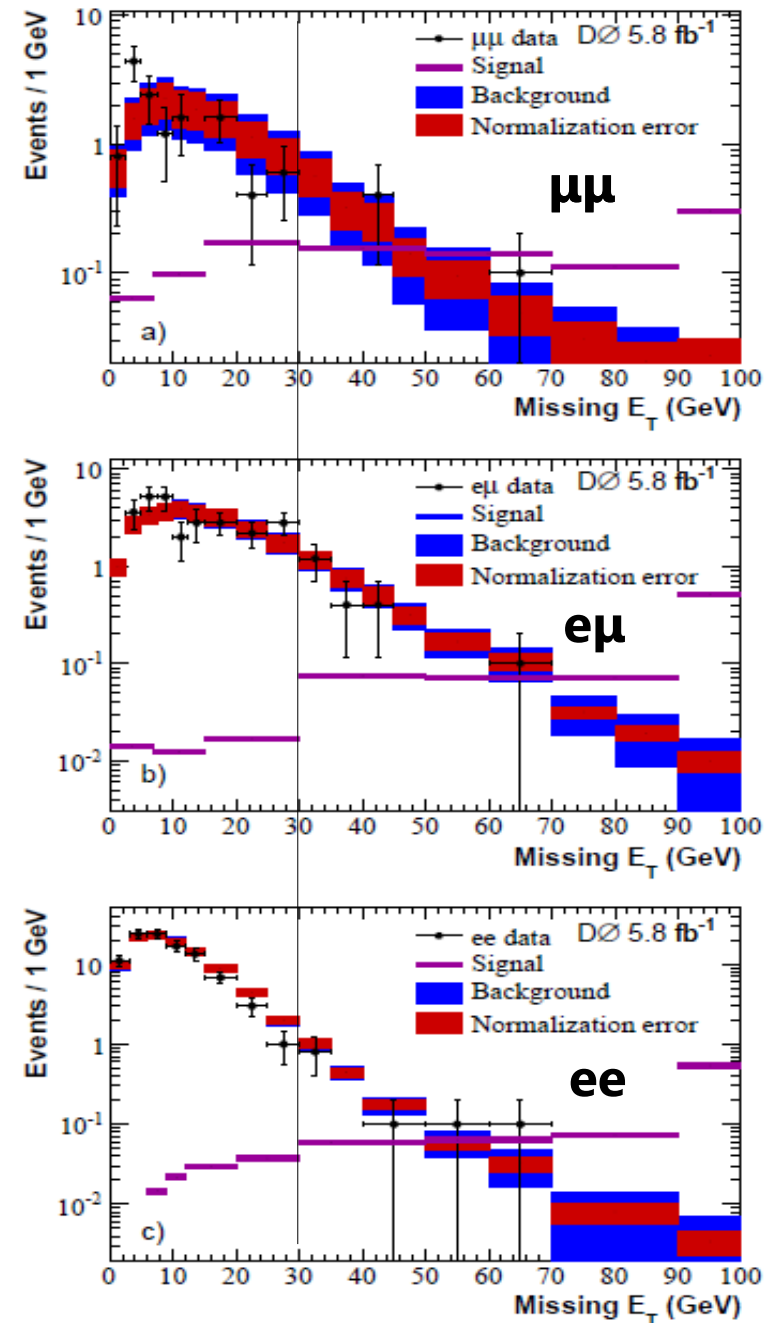 10
1
10⁻¹
Events / 1 GeV
μμ data DØ 5.8 fb⁻¹
Signal
Background
Normalization error
μμ
a)
0 10 20 30 40 50 60 70 80 90 100
Missing E_T (GeV)
10
1
10⁻¹
10⁻²
Events / 1 GeV
eμ data DØ 5.8 fb⁻¹
Signal
Background
Normalization error
eμ
b)
0 10 20 30 40 50 60 70 80 90 100
Missing E_T (GeV)
10
1
10⁻¹
10⁻²
Events / 1 GeV
ee data DØ 5.8 fb⁻¹
Signal
Background
Normalization error
ee
c)
0 10 20 30 40 50 60 70 80 90 100
Missing E_T (GeV)